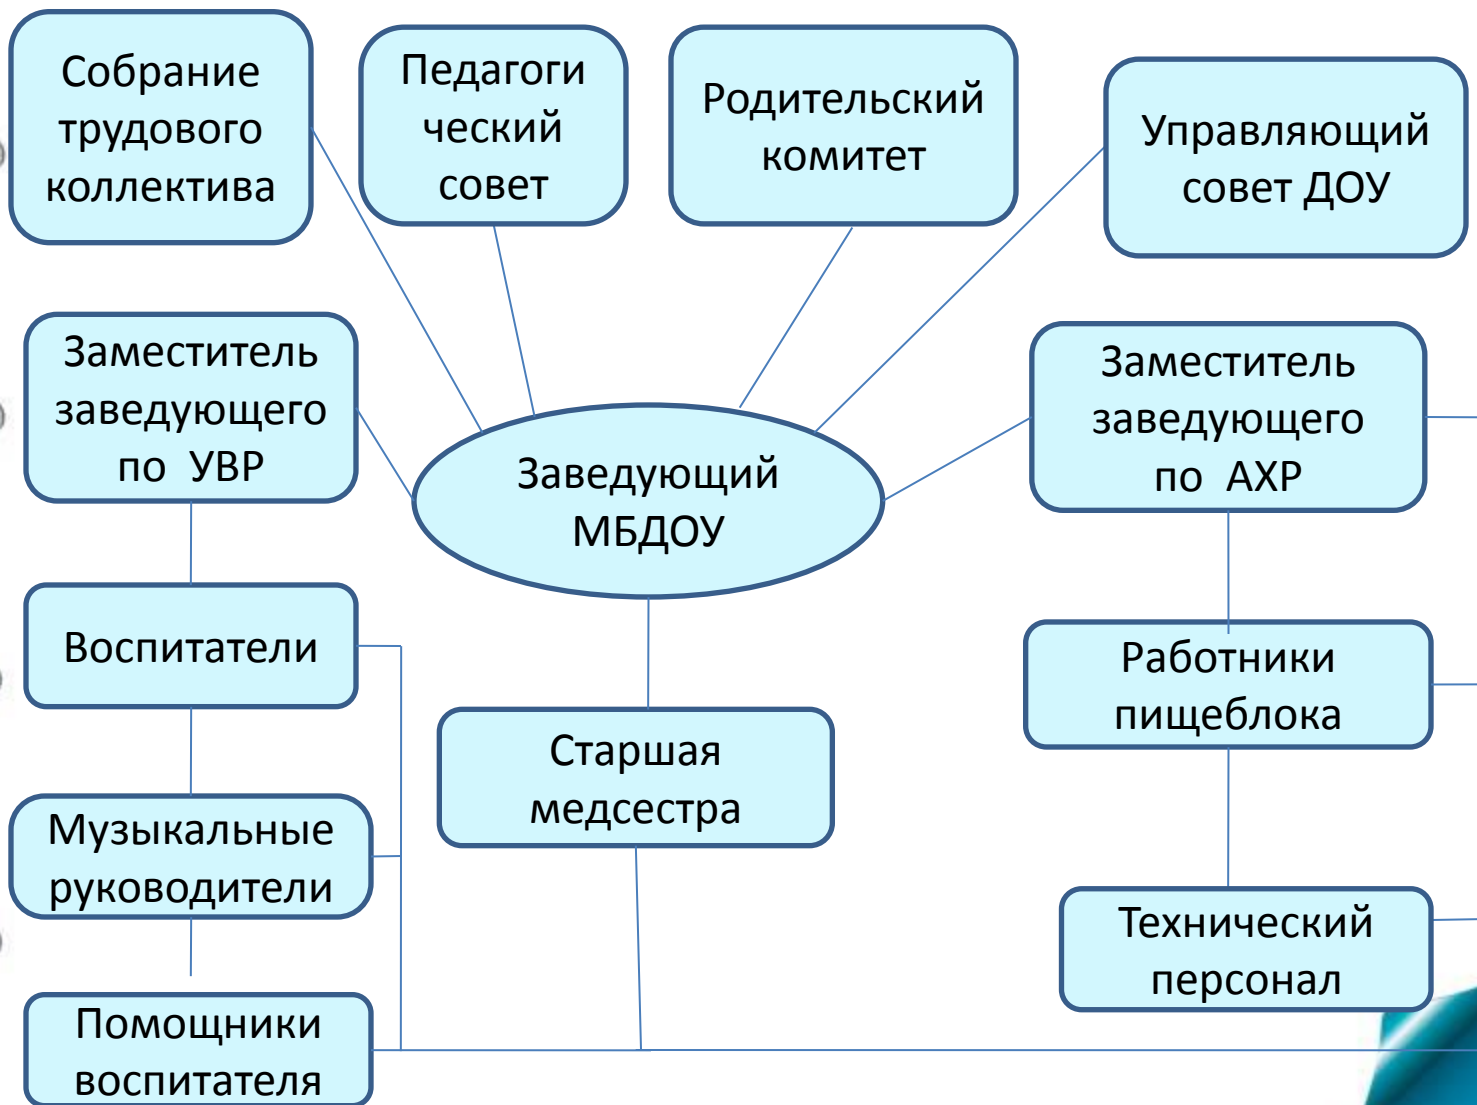 Собрание
трудового
коллектива
Педагоги
ческий
совет
Родительский
комитет
Управляющий
совет ДОУ
Заместитель
заведующего
по УВР
Заведующий
МБДОУ
Заместитель
заведующего
по АХР
Воспитатели
Старшая
медсестра
Работники
пищеблока
Музыкальные
руководители
Технический
персонал
Помощники
воспитателя